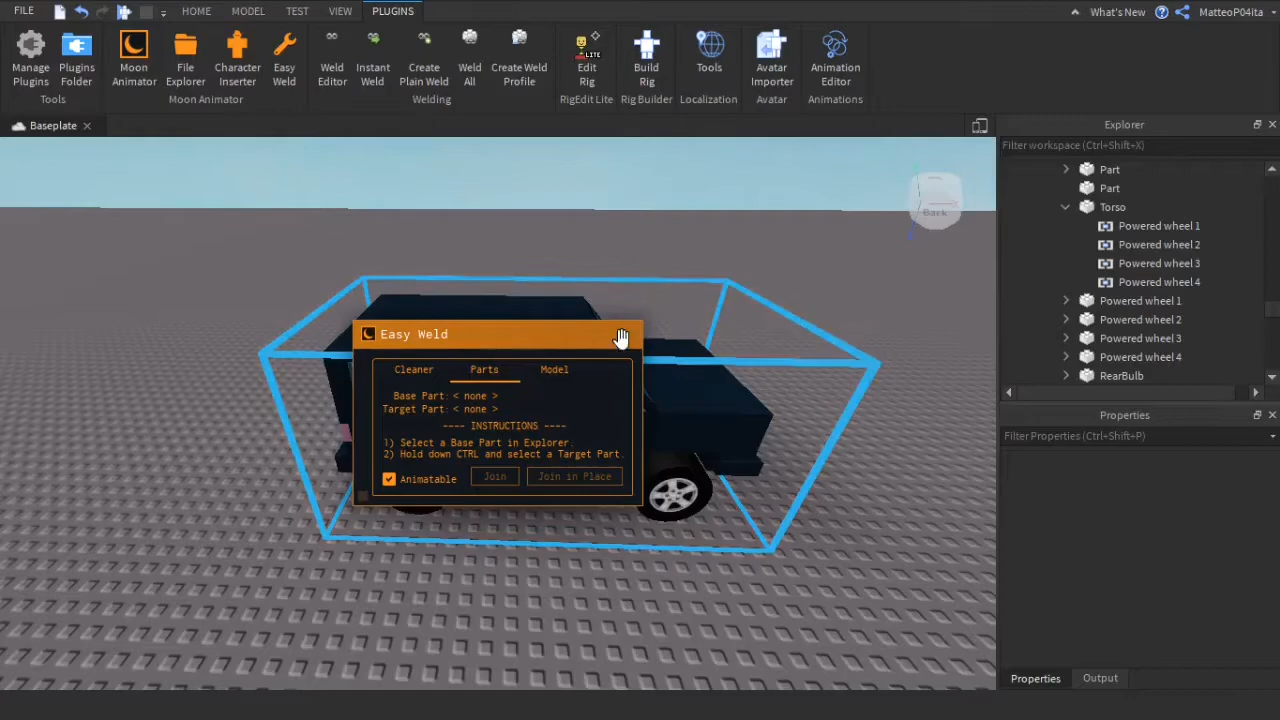 FILE HOME MODEL TEST VIEW PLUGINS What's New MatteoP04ita
Manage Plugins
Plugins Folder
Moon Animator
File Explorer
Character Inserter
Easy Weld
Weld Editor
Instant Weld
Create Plain Weld
Weld All
Create Weld Profile
LITE
Edit Rig
Build Rig
Tools
Avatar Importer
Animation Editor
Tools Moon Animator Welding RigEdit Lite Rig Builder Localization Avatar Animations
Baseplate
Back
Easy Weld
Cleaner Parts Model
Base Part: < none >
Target Part: < none >
---- INSTRUCTIONS ----
1) Select a Base Part in Explorer.
2) Hold down CTRL and select a Target Part.
Animatable Join Join in Place
Explorer
Filter workspace (Ctrl+Shift+X)
Part
Part
Torso
Powered wheel 1
Powered wheel 2
Powered wheel 3
Powered wheel 4
Powered wheel 1
Powered wheel 2
Powered wheel 3
Powered wheel 4
RearBulb
Properties
Filter Properties (Ctrl+Shift+P)
Properties Output